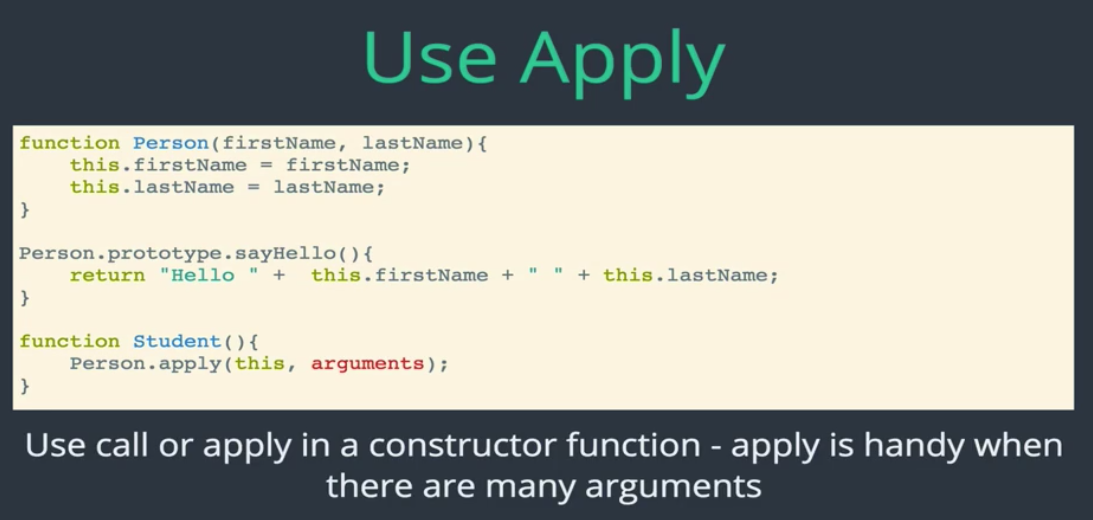 Use Apply
function Person(firstName, lastName){
    this.firstName = firstName;
    this.lastName = lastName;
}
Person.prototype.sayHello(){
    return "Hello " +  this.firstName + " " + this.lastName;
}
function Student(){
    Person.apply(this, arguments);
}
Use call or apply in a constructor function - apply is handy when
there are many arguments